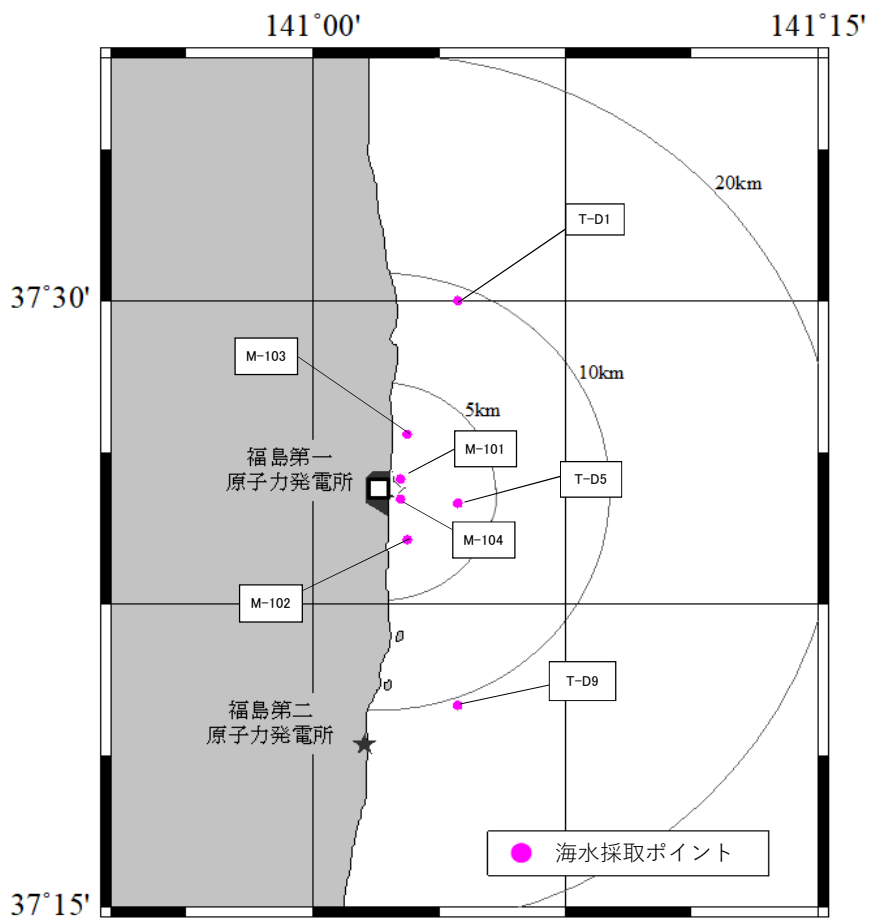 141°00'
141°15'
20km
T-D1
37°30'
M-103
10km
5km
M-101
福島第一
原子力発電所
T-D5
M-104
M-102
T-D9
福島第二
原子力発電所
海水採取ポイント
37°15'